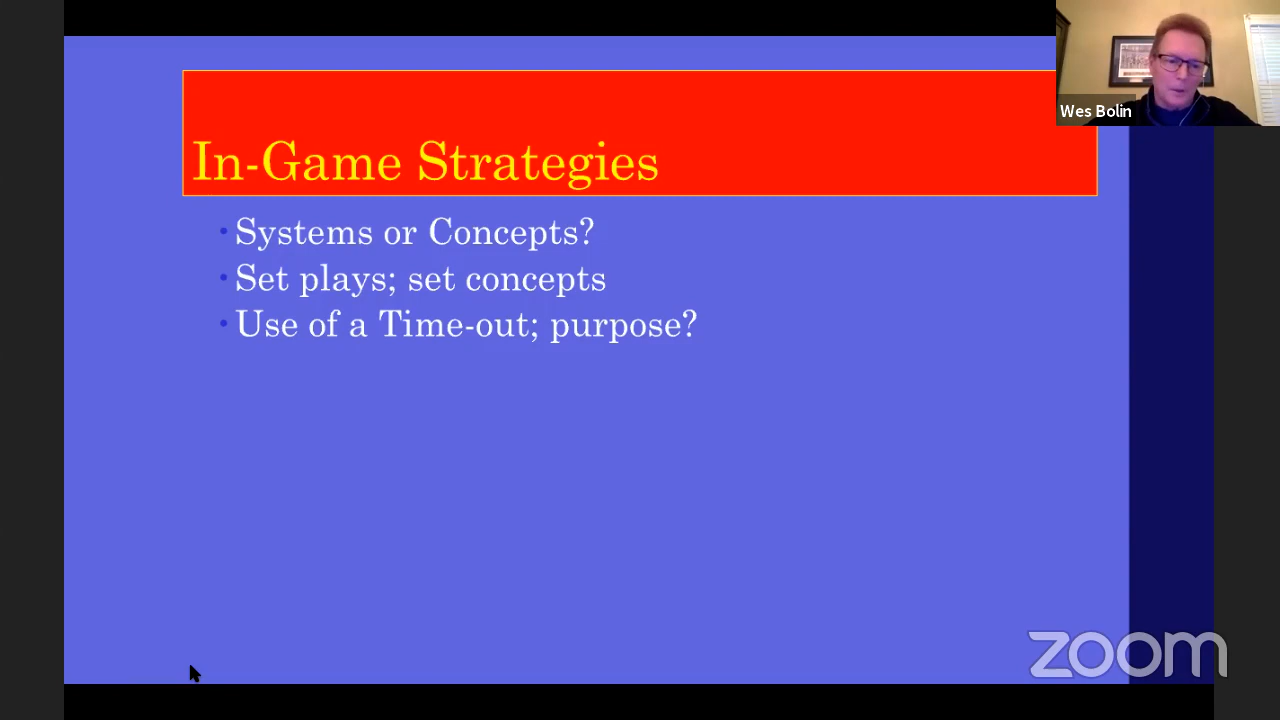 In-Game Strategies
• Systems or Concepts?
• Set plays; set concepts
• Use of a Time-out; purpose?
Wes Bolin
zoom